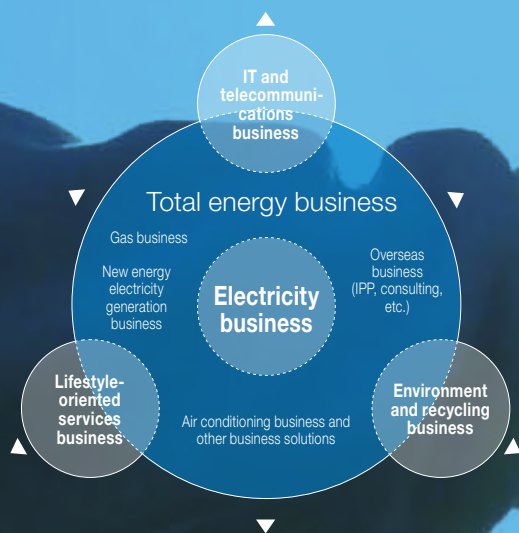 IT and
telecommuni-
cations
business
Total energy business
Gas business
New energy
electricity
generation
business
Electricity
business
Overseas
business
(IPP, consulting,
etc.)
Lifestyle-
oriented
services
business
Air conditioning business and
other business solutions
Environment
and recycling
business